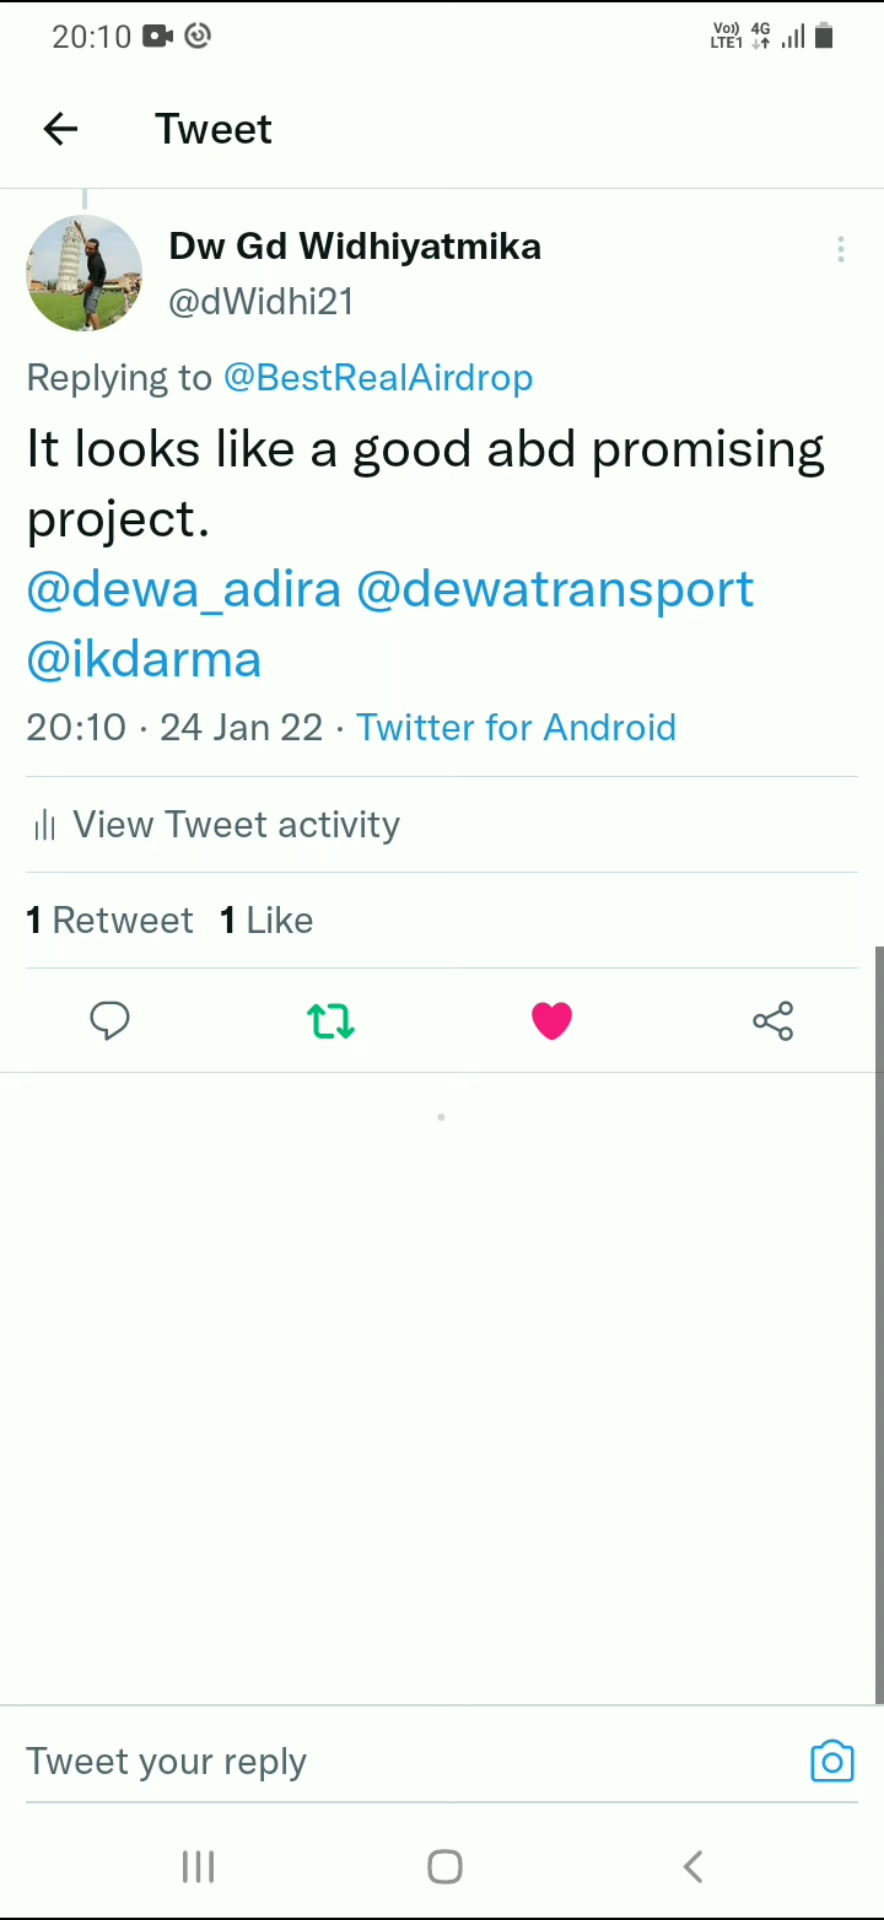 20:10 Vo)) LTE1 4G
Tweet
Dw Gd Widhiyatmika
@dWidhi21
Replying to @BestRealAirdrop
It looks like a good abd promising
project.
@dewa_adira @dewatransport
@ikdarma
20:10 · 24 Jan 22 · Twitter for Android
View Tweet activity
1 Retweet 1 Like
Tweet your reply